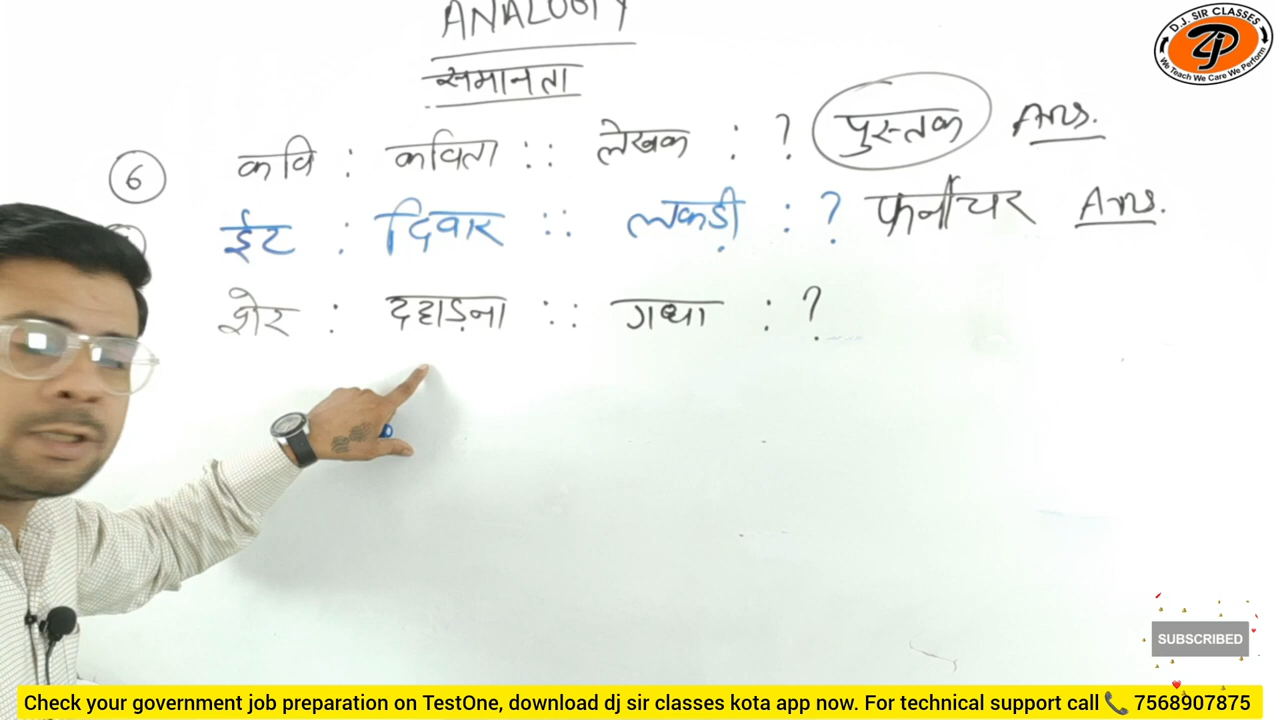 ANALOGY
समानता
D.J. SIR CLASSES
We Teach We Care We Perform
6 कवि : कविता :: लेखक : ? पुस्तक Ans.
ईट : दिवार :: लकड़ी : ? फर्नीचर Ans.
शेर : दहाड़ना :: गधा : ?
SUBSCRIBED
Check your government job preparation on TestOne, download dj sir classes kota app now. For technical support call 📞 7568907875